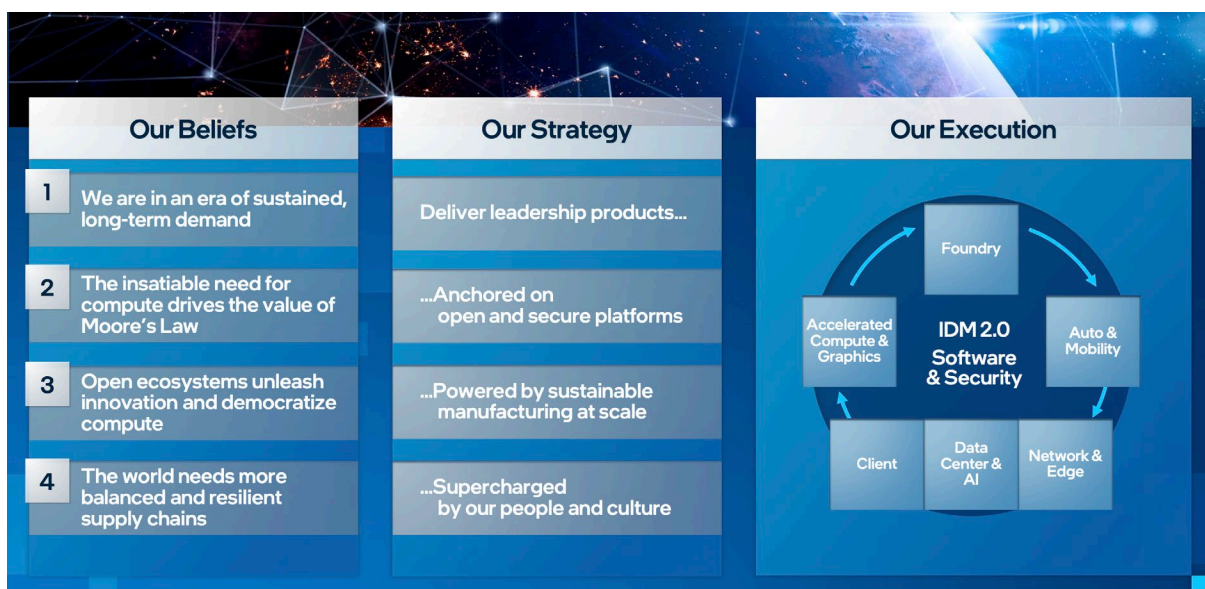 Our Beliefs
1
We are in an era of sustained,
long-term demand
2
The insatiable need for
compute drives the value of
Moore's Law
3
Open ecosystems unleash
innovation and democratize
compute
4
The world needs more
balanced and resilient
supply chains
Our Strategy
Deliver leadership products...
...Anchored on
open and secure platforms
...Powered by sustainable
manufacturing at scale
...Supercharged
by our people and culture
Our Execution
Foundry
Accelerated
Compute &
Graphics
IDM 2.0
Software
& Security
Auto &
Mobility
Client
Data
Center &
AI
Network &
Edge